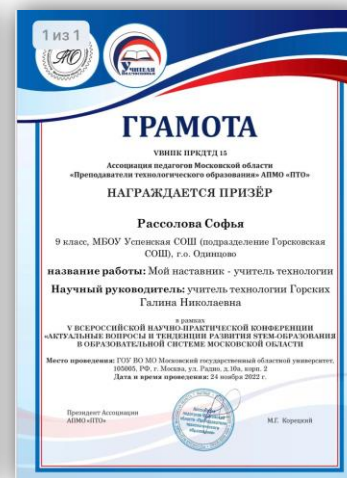 1 из 1
АО
УЧИТЕЛЯ
ПОДМОСКОВЬЯ
ГРАМОТА
VВНПК ПРКДТД 15
Ассоциация педагогов Московской области
«Преподаватели технологического образования» АПМО «ПТО»
НАГРАЖДАЕТСЯ ПРИЗЁР
Рассолова Софья
9 класс, МБОУ Успенская СОШ (подразделение Горсковская
СОШ), г.о. Одинцово
название работы: Мой наставник - учитель технологии
Научный руководитель: учитель технологии Горских
Галина Николаевна
в рамках
V ВСЕРОССИЙСКОЙ НАУЧНО-ПРАКТИЧЕСКОЙ КОНФЕРЕНЦИИ
«АКТУАЛЬНЫЕ ВОПРОСЫ И ТЕНДЕНЦИИ РАЗВИТИЯ STEM-ОБРАЗОВАНИЯ
В ОБРАЗОВАТЕЛЬНОЙ СИСТЕМЕ МОСКОВСКОЙ ОБЛАСТИ
Место проведения: ГОУ ВО МО Московский государственный областной университет,
105005, РФ, г. Москва, ул. Радио, д.10а, корп. 2
Дата и время проведения: 24 ноября 2022 г.
Президент Ассоциации
АПМО «ПТО»
М.Г. Корецкий